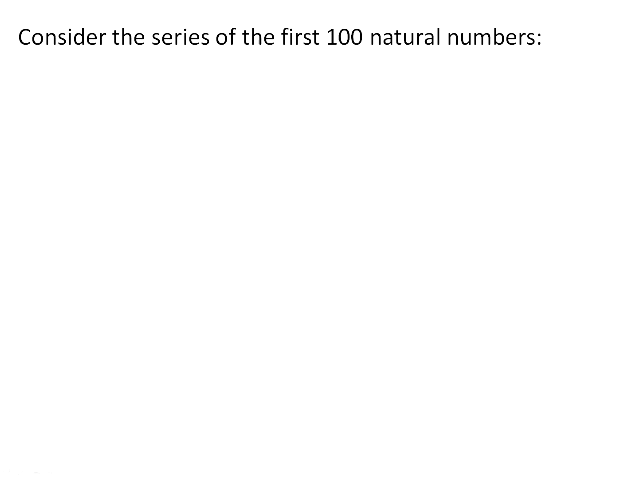 Consider the series of the first 100 natural numbers: